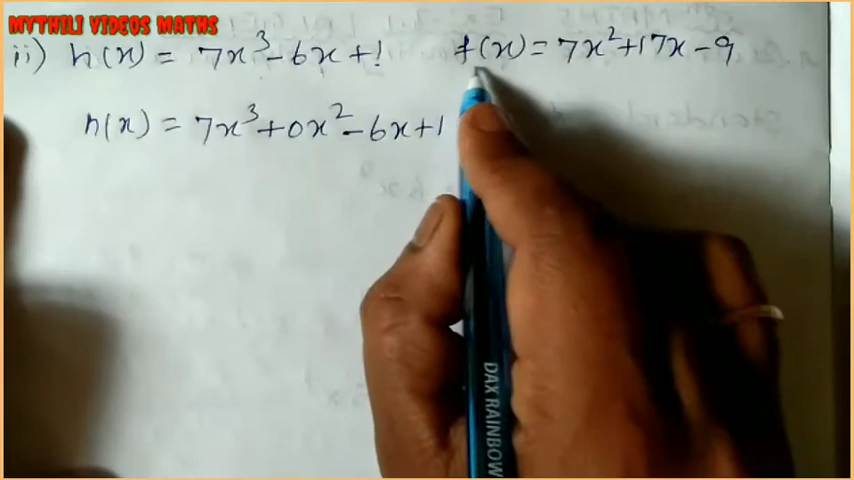 MYTHILI VIDEOS MATHS
ii) h(x) = 7x³ - 6x + 1 f(x) = 7x² + 17x - 9
h(x) = 7x³ + 0x² - 6x + 1
DAX RAINBOW